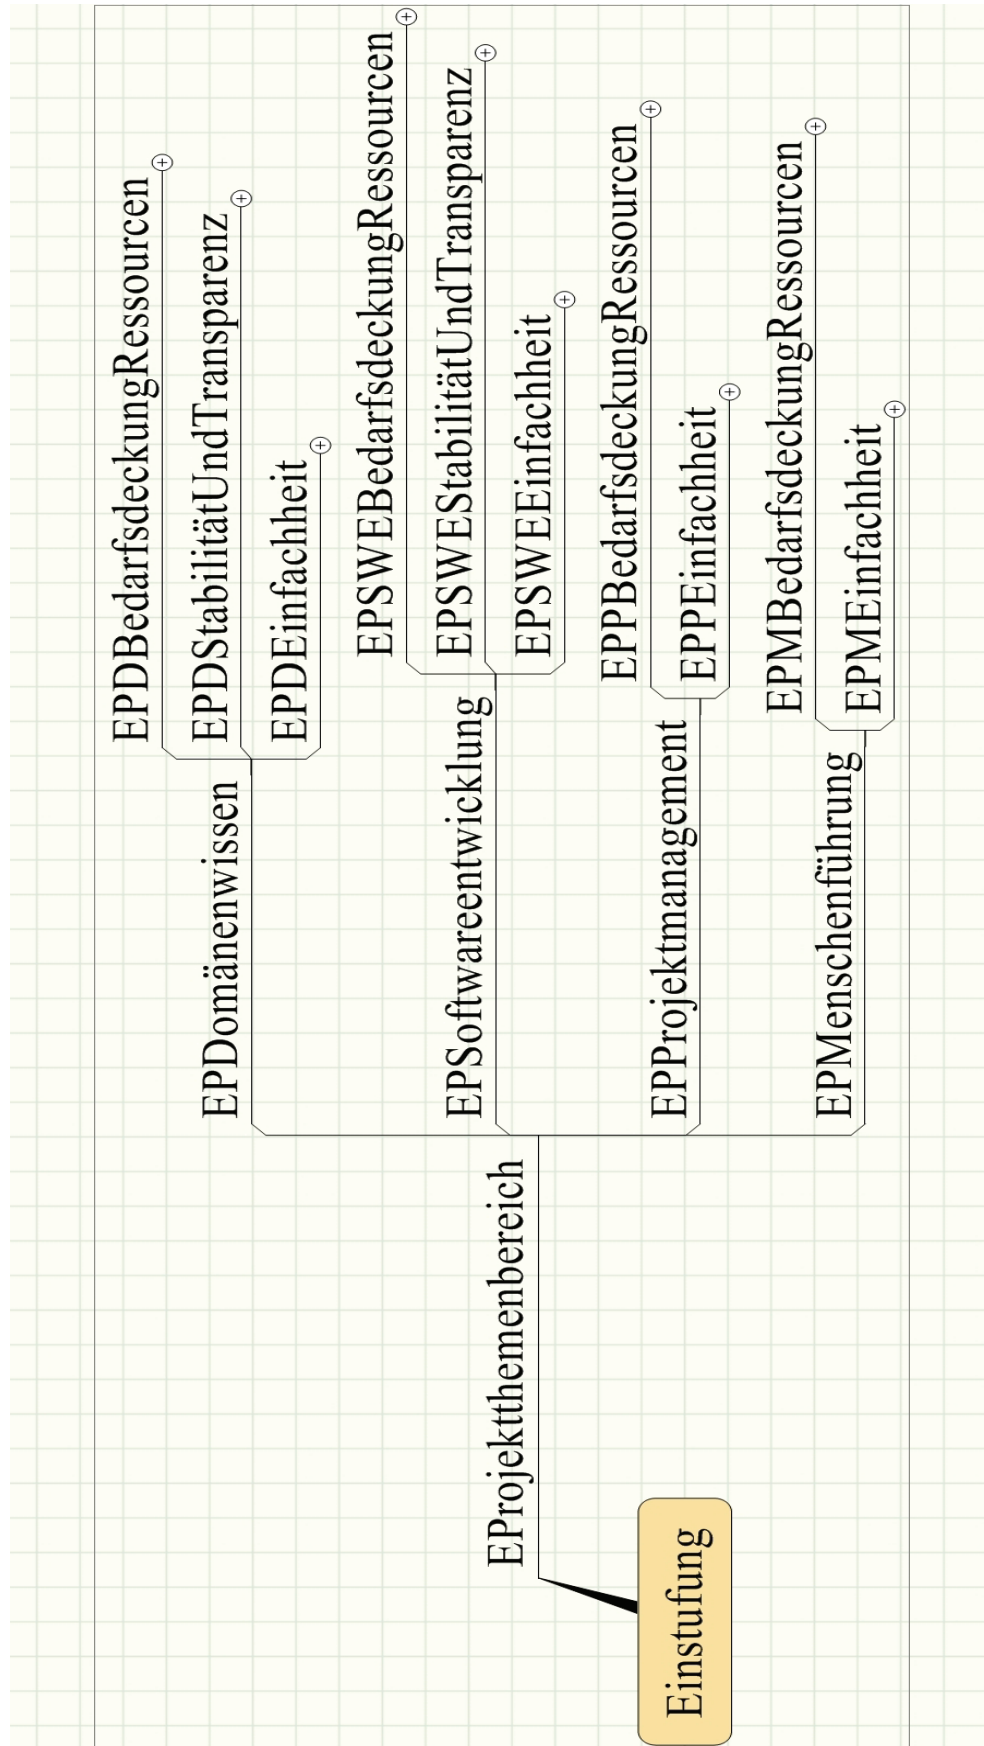 Einstufung
EProjektthemenbereich
EPDomänenwissen
EPDBedarfsdeckungRessourcen
EPDStabilitätUndTransparenz
EPDEinfachheit
EPSoftwareentwicklung
EPSWEBedarfsdeckungRessourcen
EPSWEStabilitätUndTransparenz
EPSWEEinfachheit
EPProjektmanagement
EPPBedarfsdeckungRessourcen
EPPEinfachheit
EPMenschenführung
EPMBedarfsdeckungRessourcen
EPMEinfachheit